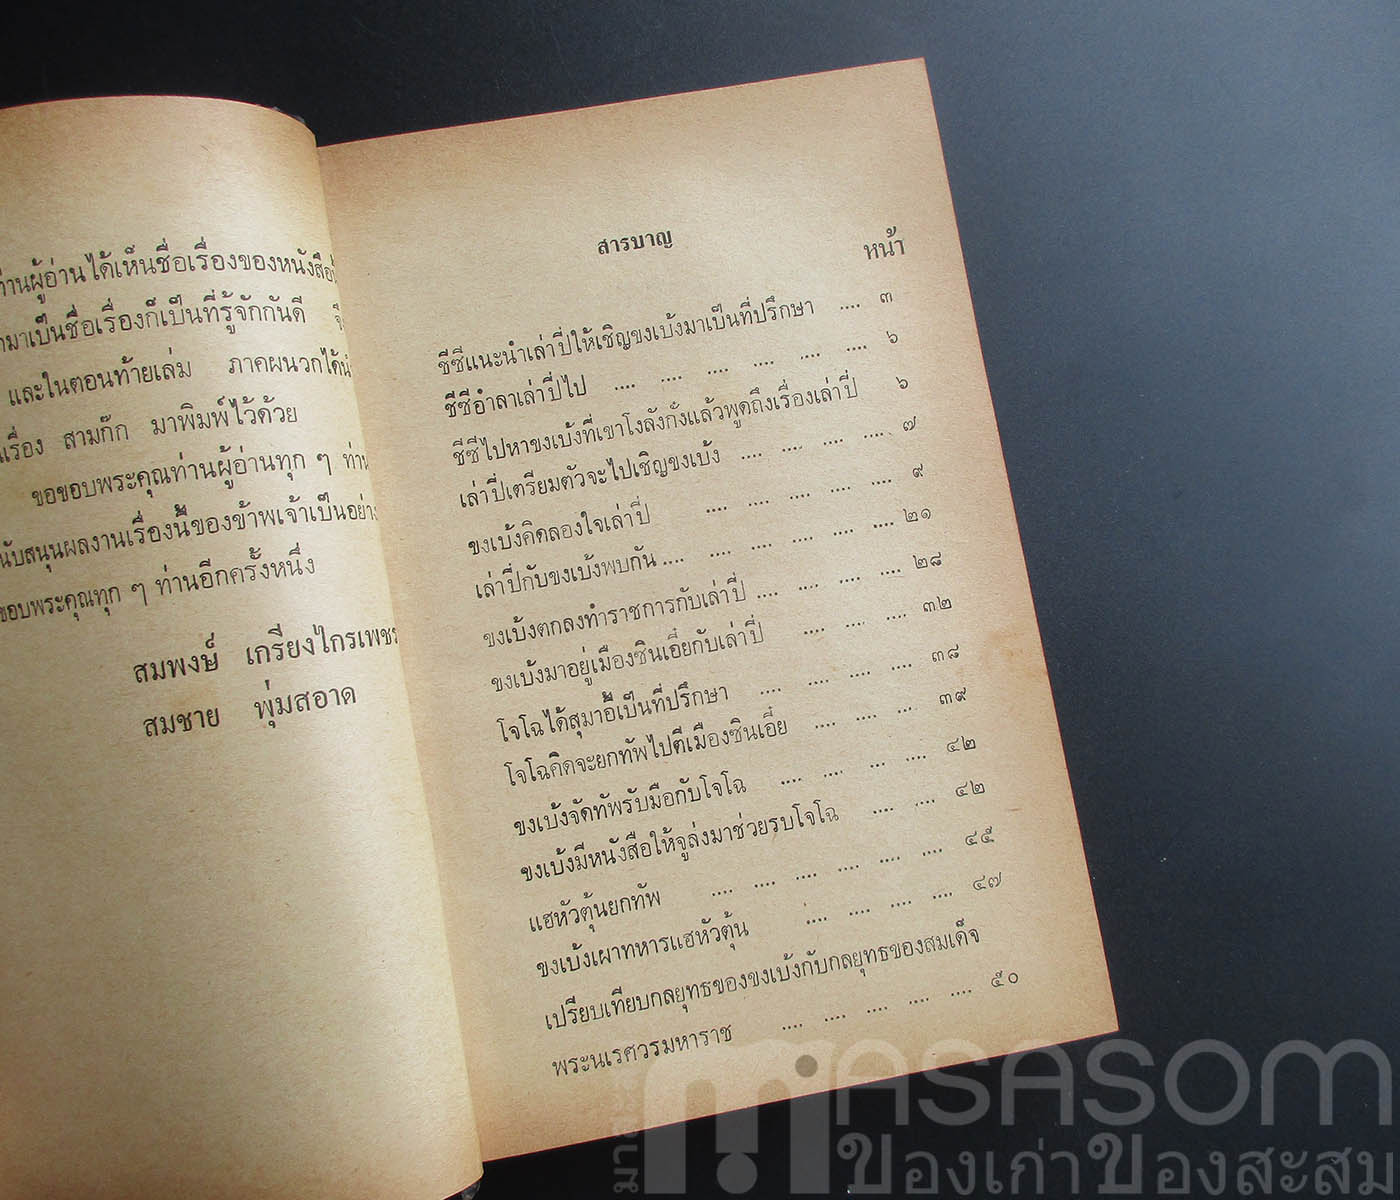 ท่านผู้อ่านได้เห็นชื่อเรื่องของหนังสือ
มาเป็นชื่อเรื่องก็เป็นที่รู้จักกันดี
และในตอนท้ายเล่ม ภาคผนวกได้นำ
เรื่อง สามก๊ก มาพิมพ์ไว้ด้วย
ขอขอบพระคุณท่านผู้อ่านทุก ๆ ท่าน
นับสนุนผลงานเรื่องนี้ของข้าพเจ้าเป็นอย่าง
ขอบพระคุณทุก ๆ ท่านอีกครั้งหนึ่ง
สมพงษ์ เกรียงไกรเพชร
สมชาย พุ่มสอาด
สารบาญ
หน้า
ชีซีแนะนำเล่าปี่ให้เชิญขงเบ้งมาเป็นที่ปรึกษา .... ๓
ชีซีอำลาเล่าปี่ไป .... .... .... .... .... .... ๖
ชีซีไปหาขงเบ้งที่เขาโงลังกั๋งแล้วพูดถึงเรื่องเล่าปี่ ๖
เล่าปี่เตรียมตัวจะไปเชิญขงเบ้ง .... .... .... .... ๗
ขงเบ้งคิดลองใจเล่าปี่ .... .... .... .... .... ๙
เล่าปี่กับขงเบ้งพบกัน .... .... .... .... .... .... ๒๑
ขงเบ้งตกลงทำราชการกับเล่าปี่ .... .... .... .... ๒๘
ขงเบ้งมาอยู่เมืองซินเอี๋ยกับเล่าปี่ .... .... .... ๓๒
โจโฉได้สุมาอี้เป็นที่ปรึกษา .... .... .... .... ๓๘
โจโฉคิดจะยกทัพไปตีเมืองซินเอี๋ย .... .... .... ๓๙
ขงเบ้งจัดทัพรับมือกับโจโฉ .... .... ... .... ๔๒
ขงเบ้งมีหนังสือให้จูล่งมาช่วยรบโจโฉ .... .... ๔๒
แฮหัวตุ้นยกทัพ .... .... .... .... .... .... ๔๕
ขงเบ้งเผาทหารแฮหัวตุ้น .... .... .... .... ๔๗
เปรียบเทียบกลยุทธของขงเบ้งกับกลยุทธของสมเด็จ
พระนเรศวรมหาราช .... .... .... .... .... ๕๐
MASASOM
ของเก่าของสะสม